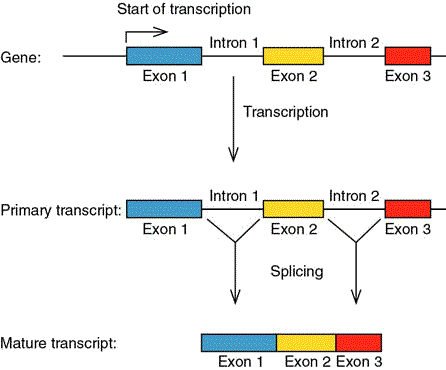 Start of transcription
Intron 1 Intron 2
Gene:
Exon 1 Exon 2 Exon 3
Transcription
Intron 1 Intron 2
Primary transcript:
Exon 1 Exon 2 Exon 3
Splicing
Mature transcript:
Exon 1 Exon 2 Exon 3